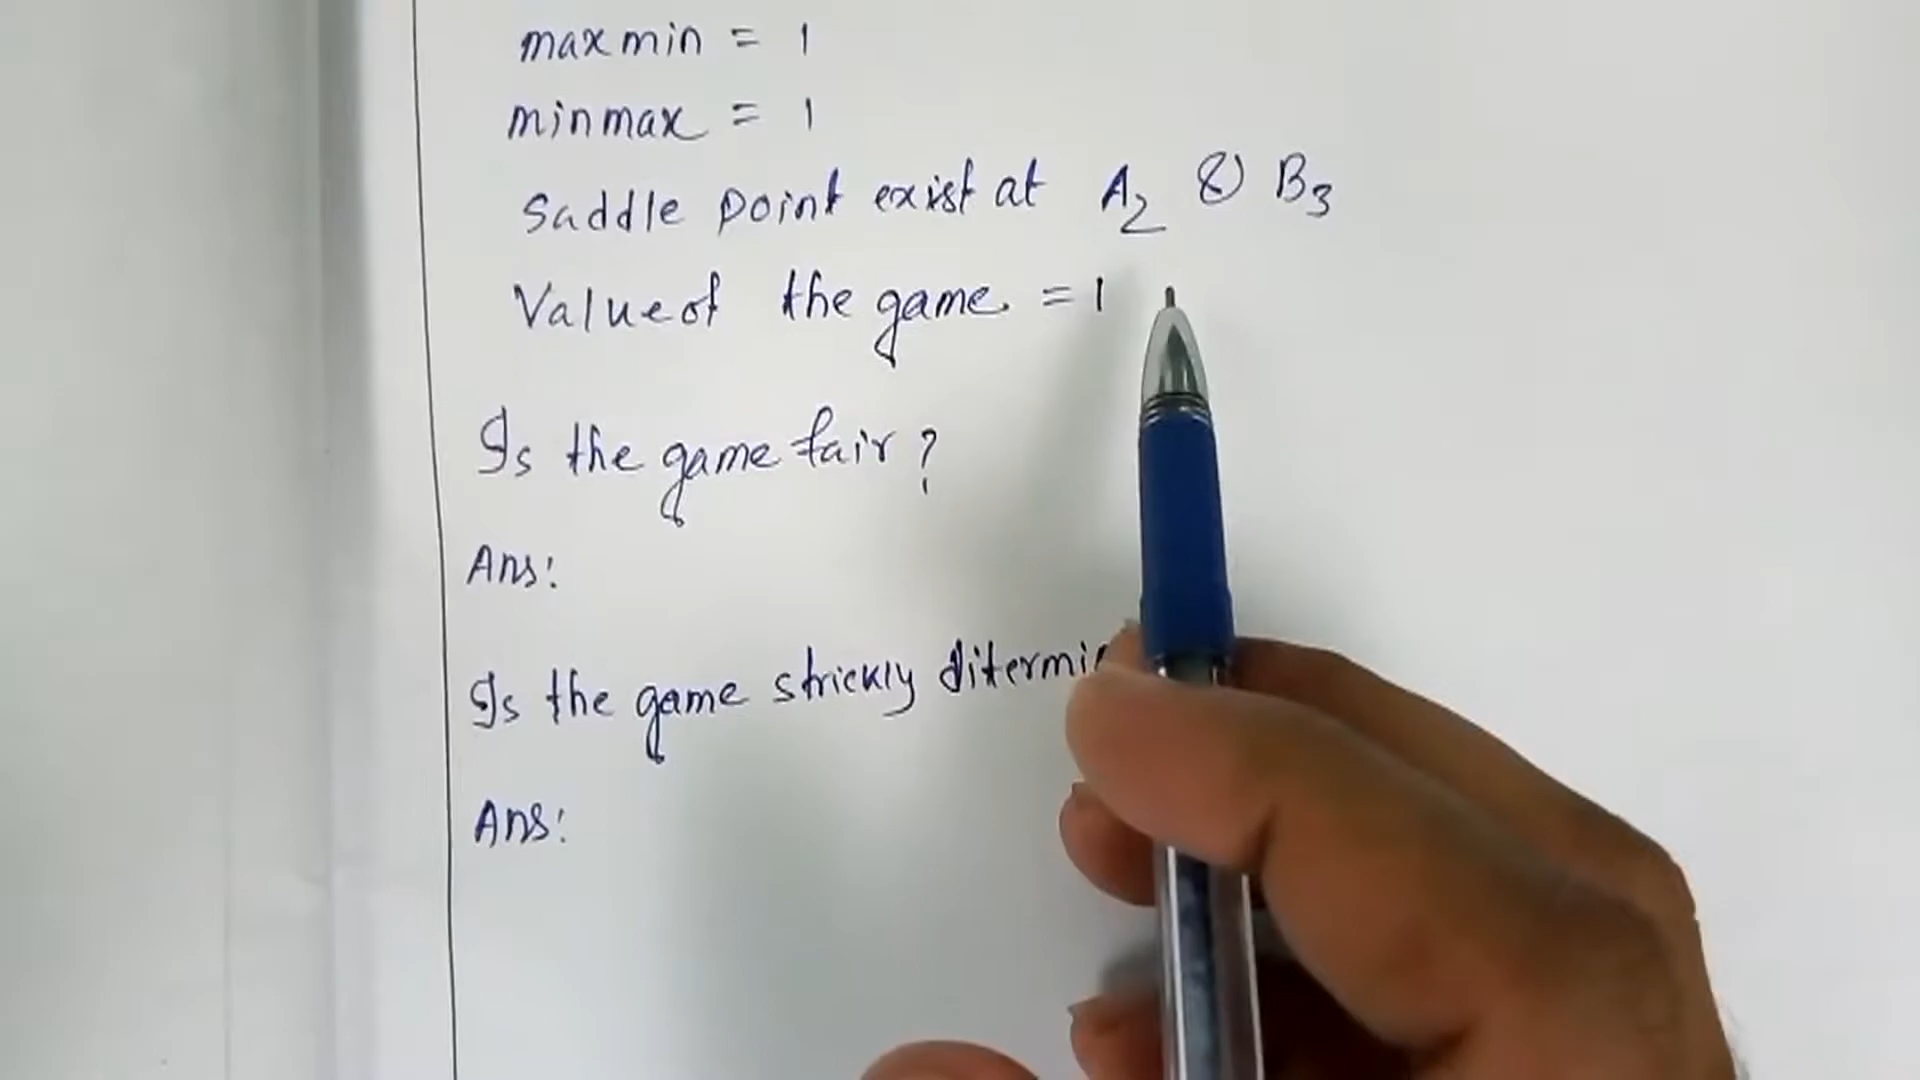 maxmin = 1
minmax = 1
Saddle point exist at A2 & B3
Value of the game = 1
Is the game fair?
Ans:
Is the game strickly
Ans: